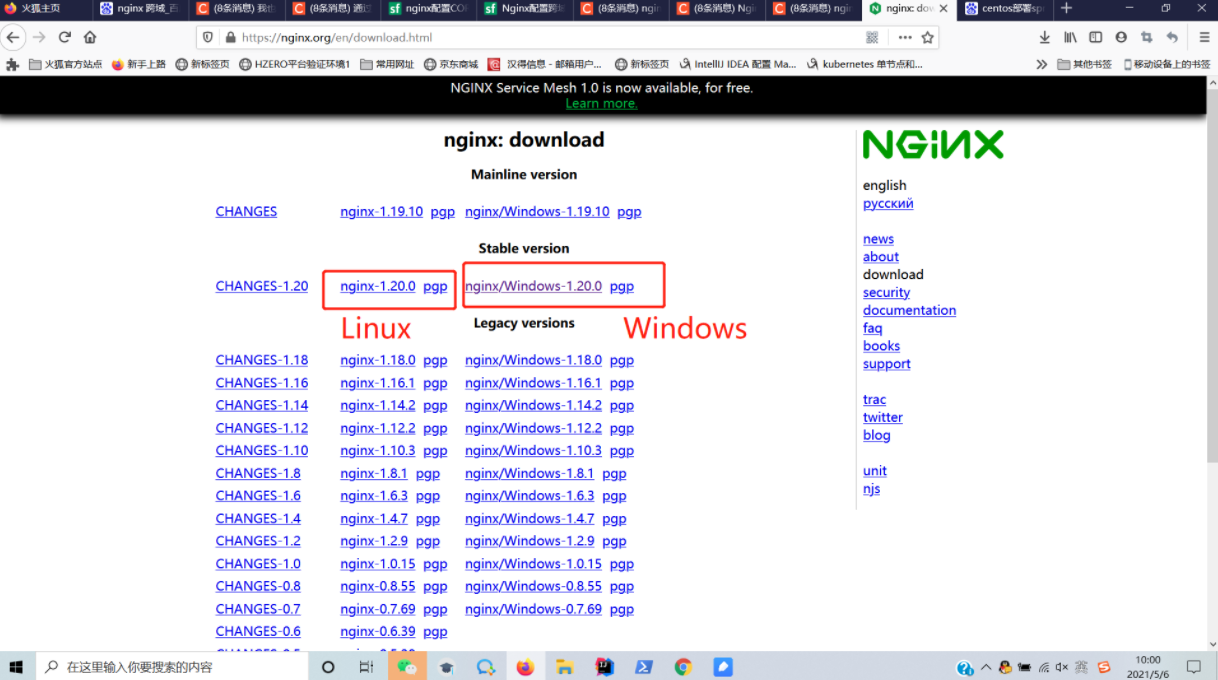 火狐主页
nginx 跨域_百
(8条消息) 我也
(8条消息) 通过
nginx配置COR
Nginx配置跨域
(8条消息) ngin
(8条消息) Ngi
(8条消息) ngin
nginx: dow
centos部署sp
https://nginx.org/en/download.html
火狐官方站点
新手上路
新标签页
HZERO平台验证环境1
常用网址
京东商城
汉得信息 - 邮箱用户...
新标签页
IntelliJ IDEA 配置 Ma...
kubernetes 单节点和...
其他书签
移动设备上的书签
NGINX Service Mesh 1.0 is now available, for free.
Learn more.
nginx: download
Mainline version
CHANGES nginx-1.19.10 pgp nginx/Windows-1.19.10 pgp
Stable version
CHANGES-1.20 nginx-1.20.0 pgp nginx/Windows-1.20.0 pgp
Linux
Windows
Legacy versions
CHANGES-1.18 nginx-1.18.0 pgp nginx/Windows-1.18.0 pgp
CHANGES-1.16 nginx-1.16.1 pgp nginx/Windows-1.16.1 pgp
CHANGES-1.14 nginx-1.14.2 pgp nginx/Windows-1.14.2 pgp
CHANGES-1.12 nginx-1.12.2 pgp nginx/Windows-1.12.2 pgp
CHANGES-1.10 nginx-1.10.3 pgp nginx/Windows-1.10.3 pgp
CHANGES-1.8 nginx-1.8.1 pgp nginx/Windows-1.8.1 pgp
CHANGES-1.6 nginx-1.6.3 pgp nginx/Windows-1.6.3 pgp
CHANGES-1.4 nginx-1.4.7 pgp nginx/Windows-1.4.7 pgp
CHANGES-1.2 nginx-1.2.9 pgp nginx/Windows-1.2.9 pgp
CHANGES-1.0 nginx-1.0.15 pgp nginx/Windows-1.0.15 pgp
CHANGES-0.8 nginx-0.8.55 pgp nginx/Windows-0.8.55 pgp
CHANGES-0.7 nginx-0.7.69 pgp nginx/Windows-0.7.69 pgp
CHANGES-0.6 nginx-0.6.39 pgp
NGINX
english
русский
news
about
download
security
documentation
faq
books
support
trac
twitter
blog
unit
njs
在这里输入你要搜索的内容
英
10:00
2021/5/6